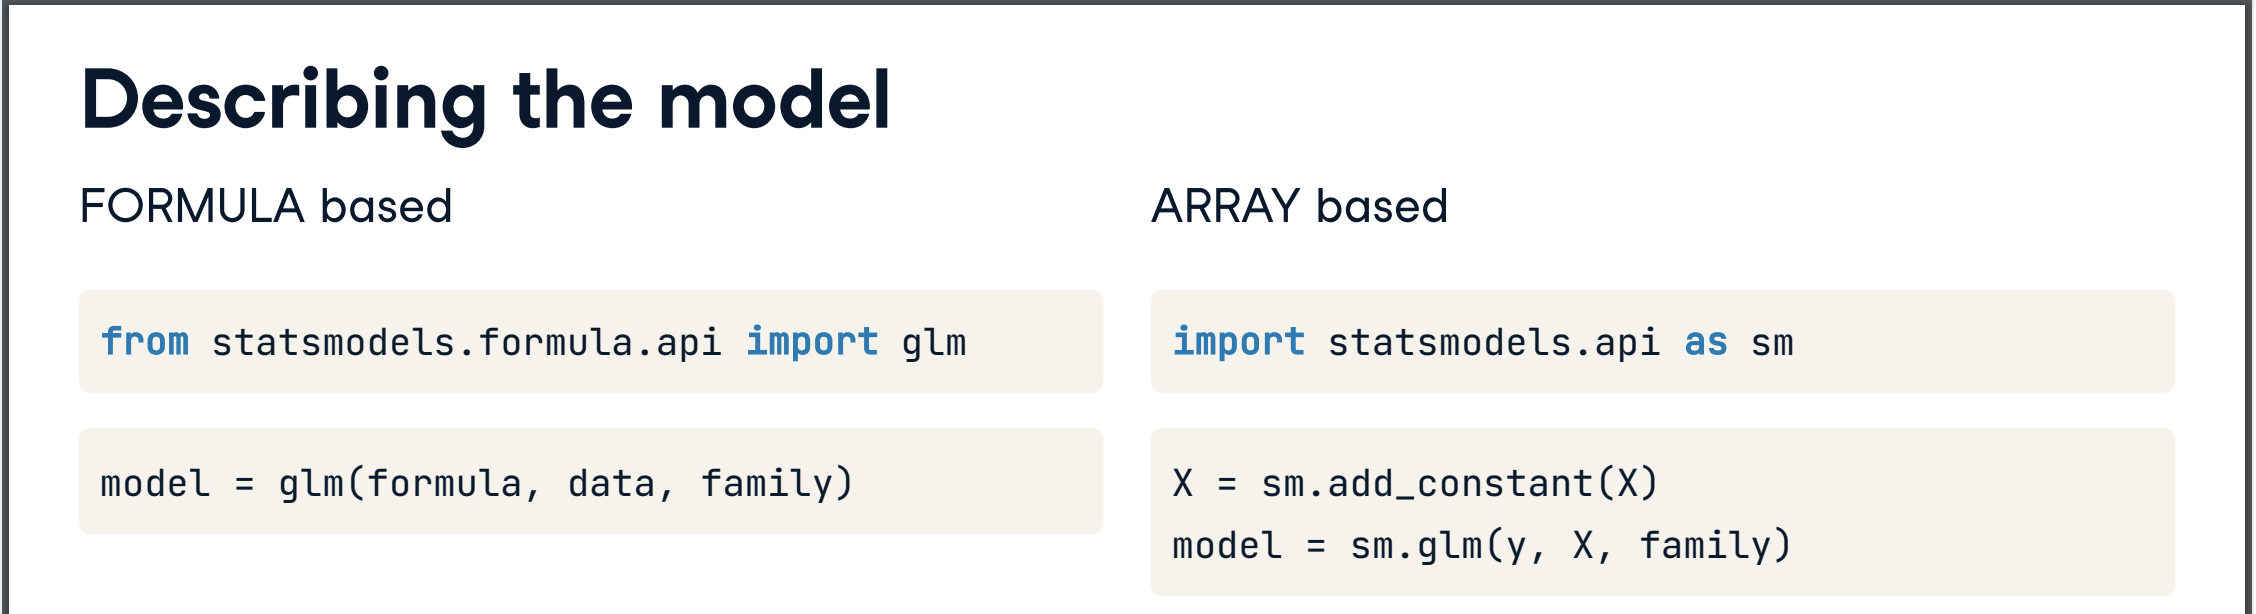 Describing the model
FORMULA based
from statsmodels.formula.api import glm
model = glm(formula, data, family)
ARRAY based
import statsmodels.api as sm
X = sm.add_constant(X)
model = sm.glm(y, X, family)